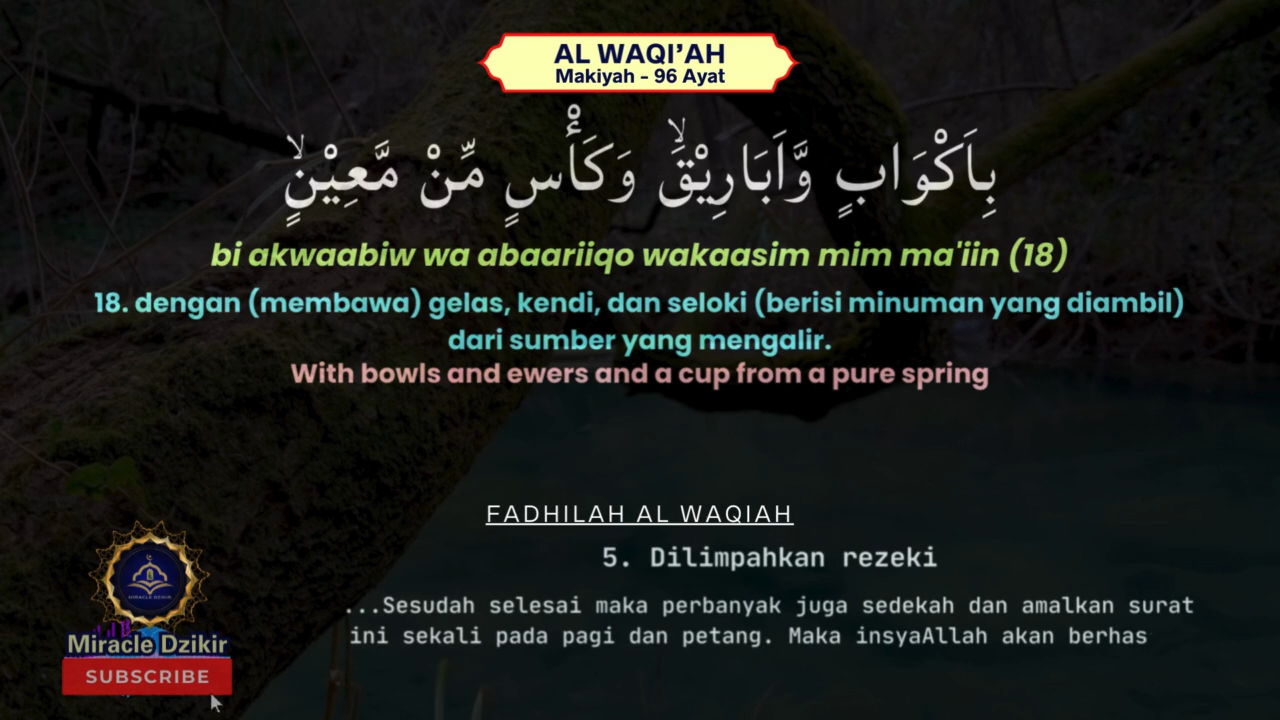 AL WAQI’AH
Makiyah - 96 Ayat
بِاَكْوَابٍ وَّاَبَارِيْقَۙ وَكَأْسٍ مِّنْ مَّعِيْنٍۙ
bi akwaabiw wa abaariiqo wakaasim mim ma'iin (18)
18. dengan (membawa) gelas, kendi, dan seloki (berisi minuman yang diambil)
dari sumber yang mengalir.
With bowls and ewers and a cup from a pure spring
FADHILAH AL WAQIAH
5. Dilimpahkan rezeki
...Sesudah selesai maka perbanyak juga sedekah dan amalkan surat
ini sekali pada pagi dan petang. Maka insyaAllah akan berhas
MIRACLE DZIKIR
Miracle Dzikir
SUBSCRIBE